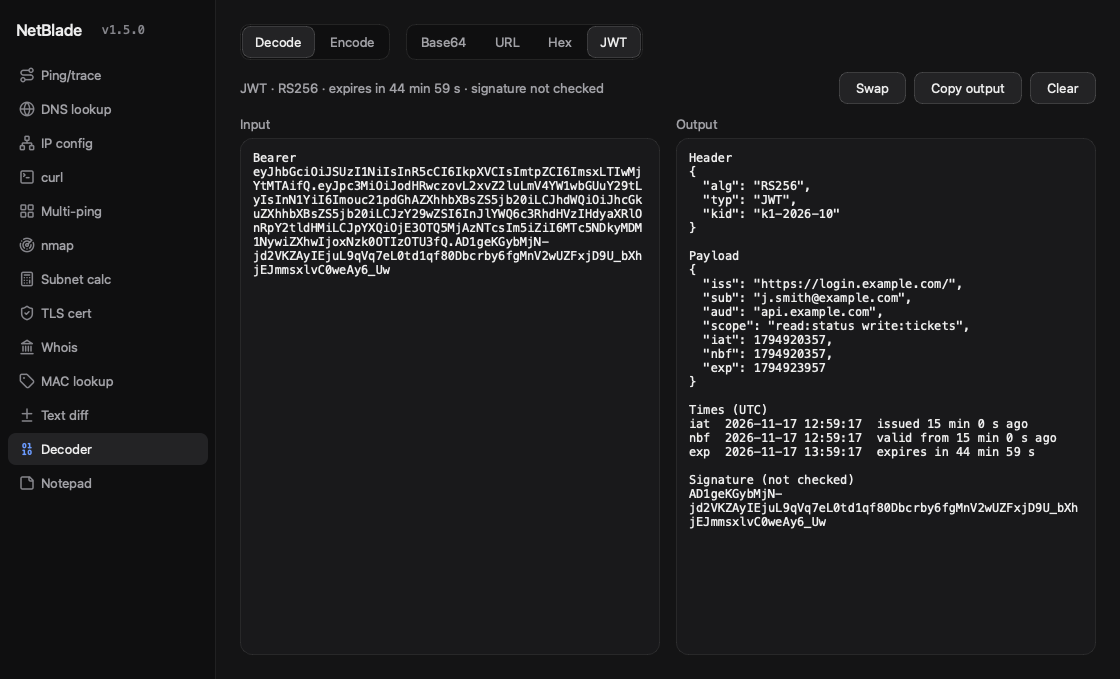 NetBlade v1.5.0
Ping/trace
DNS lookup
IP config
curl
Multi-ping
nmap
Subnet calc
TLS cert
Whois
MAC lookup
Text diff
Decoder
Notepad
Decode Encode Base64 URL Hex JWT
JWT · RS256 · expires in 44 min 59 s · signature not checked
Swap Copy output Clear
Input
Bearer
eyJhbGciOiJSUzI1NiIsInR5cCI6IkpXVCIsImtpZCI6ImsxLTIwMj
YtMTAifQ.eyJpc3MiOiJodHRwczovL2xvZ2luLmV4YW1wbGUuY29tL
yIsInN1YiI6Imouc21pdGhAZXhhbXBsZS5jb20iLCJhdWQiOiJhcGk
uZXhhbXBsZS5jb20iLCJzY29wZSI6InJlYWQ6c3RhdHVzIHdyaXRlO
nRpY2tldHMiLCJpYXQiOjE3OTQ5MjAzNTcsIm5iZiI6MTc5NDkyMDM
1NywiZXhwIjoxNzk0OTIzOTU3fQ.AD1geKGybMjN-
jd2VKZAyIEjuL9qVq7eL0td1qf80Dbcrby6fgMnV2wUZFxjD9U_bXh
jEJmmsxlvC0weAy6_Uw
Output
Header
{
"alg": "RS256",
"typ": "JWT",
"kid": "k1-2026-10"
}
Payload
{
"iss": "https://login.example.com/",
"sub": "j.smith@example.com",
"aud": "api.example.com",
"scope": "read:status write:tickets",
"iat": 1794920357,
"nbf": 1794920357,
"exp": 1794923957
}
Times (UTC)
iat 2026-11-17 12:59:17 issued 15 min 0 s ago
nbf 2026-11-17 12:59:17 valid from 15 min 0 s ago
exp 2026-11-17 13:59:17 expires in 44 min 59 s
Signature (not checked)
AD1geKGybMjN-
jd2VKZAyIEjuL9qVq7eL0td1qf80Dbcrby6fgMnV2wUZFxjD9U_bXh
jEJmmsxlvC0weAy6_Uw